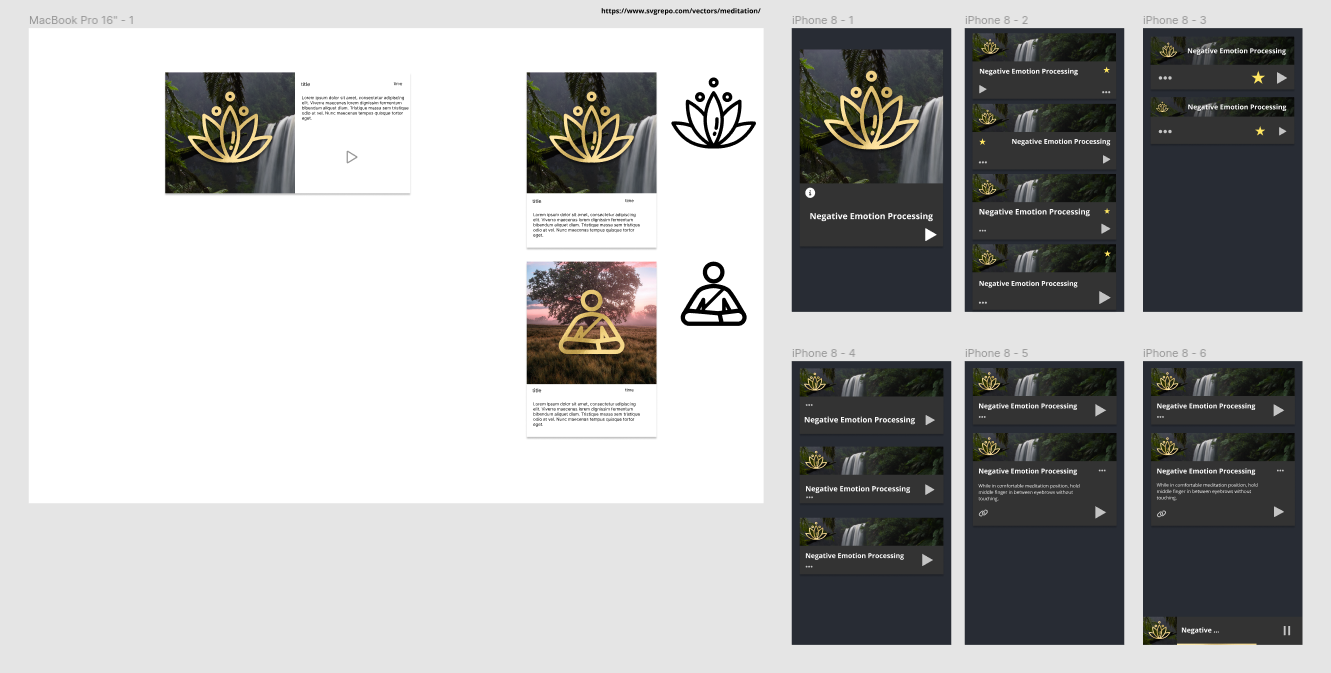 https://www.svgrepo.com/vectors/meditation/
MacBook Pro 16" - 1
title
time
Lorem ipsum dolor sit amet, consectetur adipiscing
elit. Viverra maecenas lorem dignissim fermentum
bibendum aliquet diam. Tristique massa sem tristique
odio at vel. Nunc maecenas tempus quisque tortor
eget.
title
time
Lorem ipsum dolor sit amet, consectetur adipiscing
elit. Viverra maecenas lorem dignissim fermentum
bibendum aliquet diam. Tristique massa sem tristique
odio at vel. Nunc maecenas tempus quisque tortor
eget.
title
time
Lorem ipsum dolor sit amet, consectetur adipiscing
elit. Viverra maecenas lorem dignissim fermentum
bibendum aliquet diam. Tristique massa sem tristique
odio at vel. Nunc maecenas tempus quisque tortor
eget.
iPhone 8 - 1
Negative Emotion Processing
iPhone 8 - 2
Negative Emotion Processing
Negative Emotion Processing
Negative Emotion Processing
Negative Emotion Processing
iPhone 8 - 3
Negative Emotion Processing
Negative Emotion Processing
iPhone 8 - 4
Negative Emotion Processing
Negative Emotion Processing
Negative Emotion Processing
iPhone 8 - 5
Negative Emotion Processing
Negative Emotion Processing
While in comfortable meditation position, hold
middle finger in between eyebrows without
touching.
iPhone 8 - 6
Negative Emotion Processing
Negative Emotion Processing
While in comfortable meditation position, hold
middle finger in between eyebrows without
touching.
Negative ...